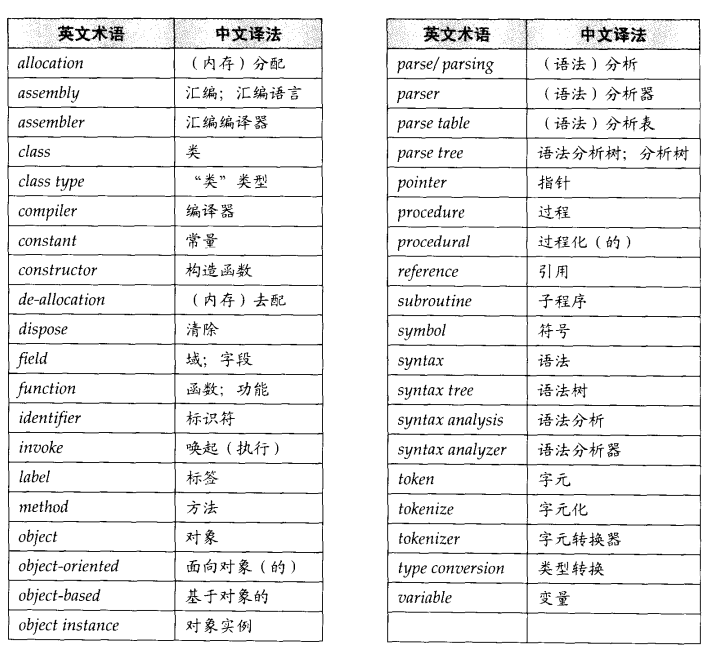 英文术语 中文译法
allocation （内存）分配
assembly 汇编；汇编语言
assembler 汇编编译器
class 类
class type “类”类型
compiler 编译器
constant 常量
constructor 构造函数
de-allocation （内存）去配
dispose 清除
field 域；字段
function 函数；功能
identifier 标识符
invoke 唤起（执行）
label 标签
method 方法
object 对象
object-oriented 面向对象（的）
object-based 基于对象的
object instance 对象实例
英文术语 中文译法
parse/ parsing （语法）分析
parser （语法）分析器
parse table （语法）分析表
parse tree 语法分析树；分析树
pointer 指针
procedure 过程
procedural 过程化（的）
reference 引用
subroutine 子程序
symbol 符号
syntax 语法
syntax tree 语法树
syntax analysis 语法分析
syntax analyzer 语法分析器
token 字元
tokenize 字元化
tokenizer 字元转换器
type conversion 类型转换
variable 变量